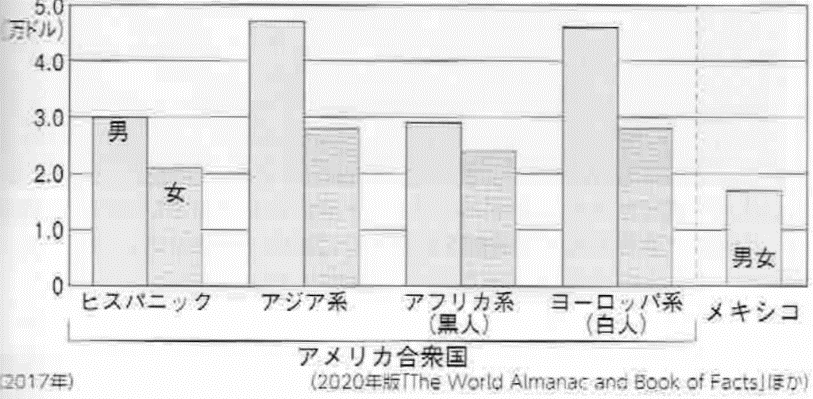 5.0
(万ドル)
4.0
3.0
2.0
1.0
0
男
女
男女
ヒスパニック
アジア系
アフリカ系
(黒人)
ヨーロッパ系
(白人)
メキシコ
アメリカ合衆国
(2017年)
(2020年版「The World Almanac and Book of Facts」ほか)